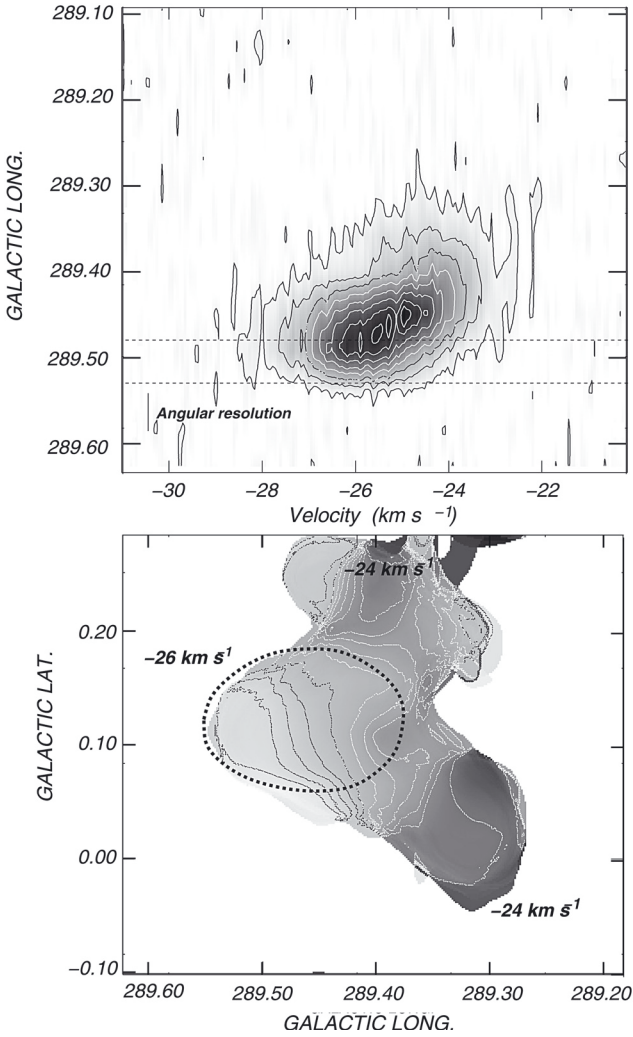 289.10
289.20
289.30
289.40
289.50
289.60
GALACTIC LONG.
Angular resolution
−30 −28 −26 −24 −22
Velocity (km s −1)
−24 km s−1
−26 km s−1
0.20
0.10
0.00
−0.10
GALACTIC LAT.
−24 km s−1
289.60 289.50 289.40 289.30 289.20
GALACTIC LONG.